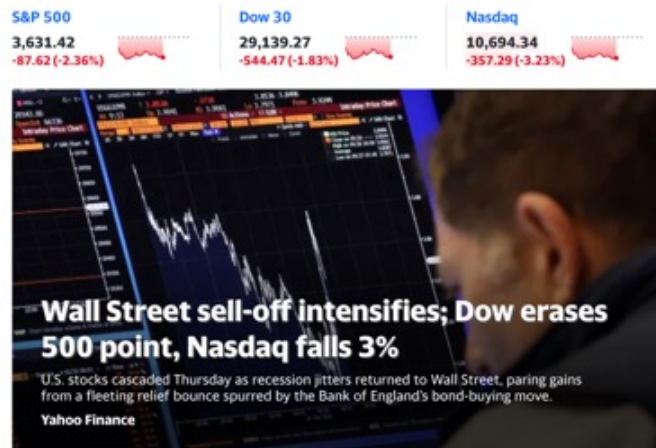 S&P 500
Dow 30
Nasdaq
3,631.42
29,139.27
10,694.34
-87.62 (-2.36%)
-544.47 (-1.83%)
-357.29 (-3.23%)
Intraday Price Chart
Intraday Price Chart
Wall Street sell-off intensifies; Dow erases
500 point, Nasdaq falls 3%
U.S. stocks cascaded Thursday as recession jitters returned to Wall Street, paring gains
from a fleeting relief bounce spurred by the Bank of England's bond-buying move.
Yahoo Finance